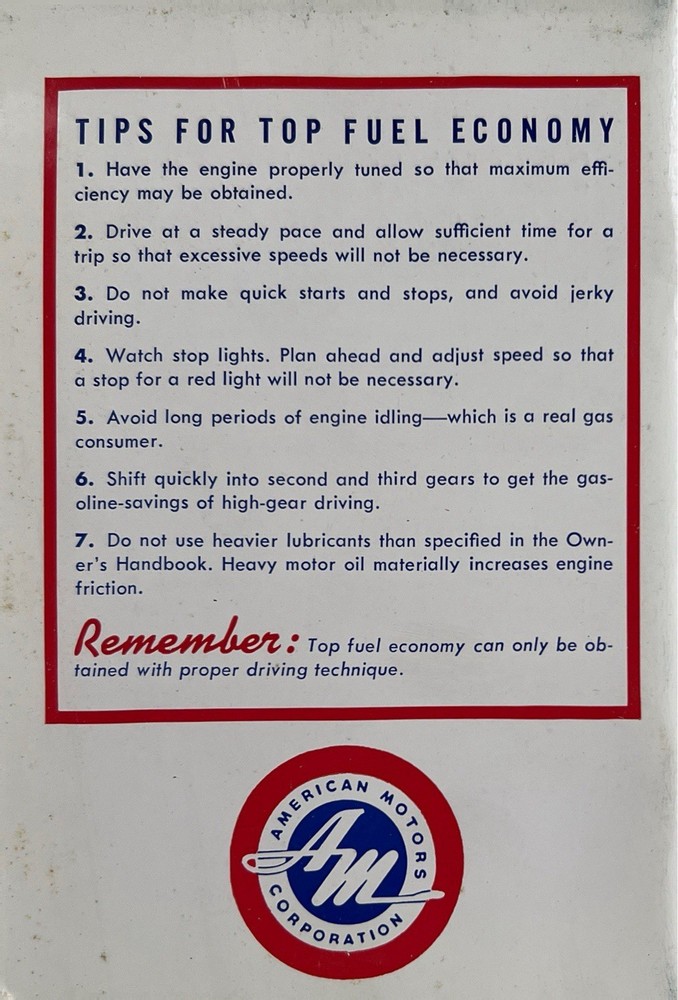 TIPS FOR TOP FUEL ECONOMY
1. Have the engine properly tuned so that maximum effi-
ciency may be obtained.
2. Drive at a steady pace and allow sufficient time for a
trip so that excessive speeds will not be necessary.
3. Do not make quick starts and stops, and avoid jerky
driving.
4. Watch stop lights. Plan ahead and adjust speed so that
a stop for a red light will not be necessary.
5. Avoid long periods of engine idling—which is a real gas
consumer.
6. Shift quickly into second and third gears to get the gas-
oline-savings of high-gear driving.
7. Do not use heavier lubricants than specified in the Own-
er's Handbook. Heavy motor oil materially increases engine
friction.
Remember: Top fuel economy can only be ob-
tained with proper driving technique.
AMERICAN MOTORS
AM
CORPORATION